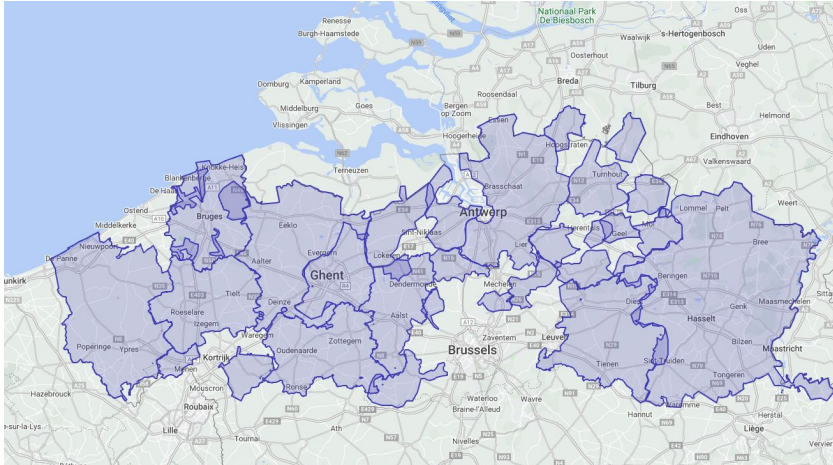 Nationaal Park
De Biesbosch
Renesse
Burgh-Haamstede
Oss
Waalwijk
's-Hertogenbosch
Uden
Oosterhout
Veghel
Domburg
Kamperland
Breda
Tilburg
Middelburg
Goes
Roosendaal
Best
Vlissingen
Bergen
op Zoom
Helmond
Hoogerheide
Essen
Eindhoven
Hoogstraten
Valkenswaard
Knokke-Heist
Terneuzen
Blankenberge
De Haan
Turnhout
Brasschaat
Weert
Ostend
Bruges
Antwerp
Lommel
Pelt
Middelkerke
Eeklo
Sint-Niklaas
Herentals
Geel
Mol
Nieuwpoort
Evergem
Lier
Bree
De Panne
Aalter
Lokeren
Ghent
Dendermonde
Mechelen
Beringen
Tielt
Deinze
Diest
Genk
Maasmechelen
Roeselare
Aalst
Hasselt
Izegem
Waregem
Zottegem
Zaventem
Leuven
Bilzen
Poperinge
Ypres
Kortrijk
Oudenaarde
Brussels
Maastricht
Menen
Tienen
Sint-Truiden
Ronse
Tongeren
Hazebrouck
Mouscron
Waterloo
Wavre
Roubaix
Braine-l'Alleud
Hannut
Waremme
Herstal
Lille
Tournai
Ath
Nivelles
Liège